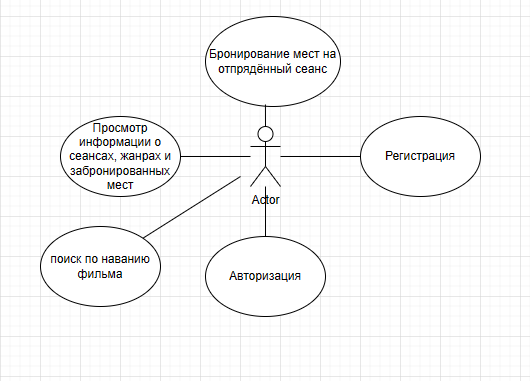 Бронирование мест на
отпрядённый сеанс
Просмотр
информации о
сеансах, жанрах и
забронированных
мест
Регистрация
Actor
поиск по наванию
фильма
Авторизация